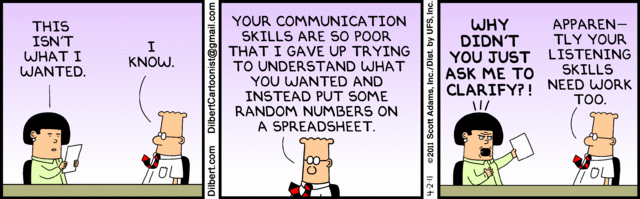 THIS
ISN'T
WHAT I
WANTED.
I
KNOW.
Dilbert.com DilbertCartoonist@gmail.com
YOUR COMMUNICATION
SKILLS ARE SO POOR
THAT I GAVE UP TRYING
TO UNDERSTAND WHAT
YOU WANTED AND
INSTEAD PUT SOME
RANDOM NUMBERS ON
A SPREADSHEET.
4-2-11 ©2011 Scott Adams, Inc./Dist. by UFS, Inc.
WHY
DIDN'T
YOU JUST
ASK ME TO
CLARIFY?!
APPAREN-
TLY YOUR
LISTENING
SKILLS
NEED WORK
TOO.